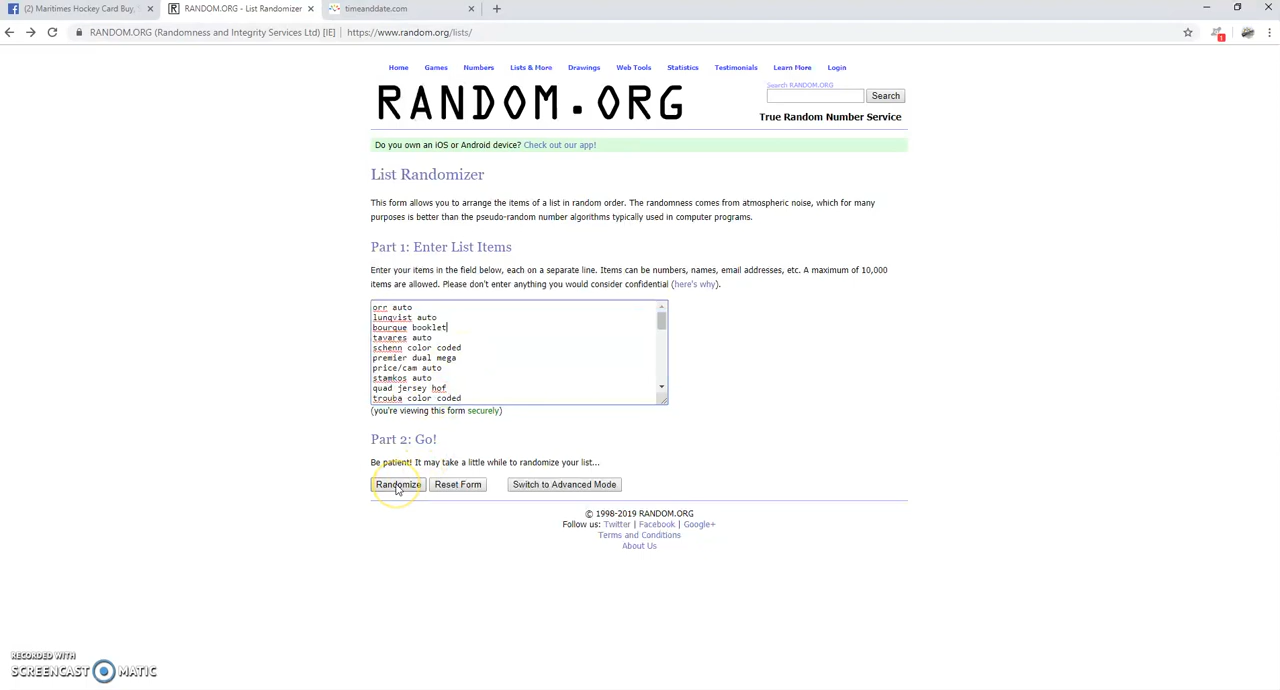 (2) Maritimes Hockey Card Buy,
RANDOM.ORG - List Randomizer
timeanddate.com
RANDOM.ORG (Randomness and Integrity Services Ltd) [IE] | https://www.random.org/lists/
1
Home Games Numbers Lists & More Drawings Web Tools Statistics Testimonials Learn More Login
Search RANDOM.ORG
RANDOM.ORG
Search
True Random Number Service
Do you own an iOS or Android device? Check out our app!
List Randomizer
This form allows you to arrange the items of a list in random order. The randomness comes from atmospheric noise, which for many
purposes is better than the pseudo-random number algorithms typically used in computer programs.
Part 1: Enter List Items
Enter your items in the field below, each on a separate line. Items can be numbers, names, email addresses, etc. A maximum of 10,000
items are allowed. Please don't enter anything you would consider confidential (here's why).
orr auto
lunqvist auto
bourque booklet
tavares auto
schenn color coded
premier dual mega
price/cam auto
stamkos auto
quad jersey hof
trouba color coded
(you're viewing this form securely)
Part 2: Go!
Be patient! It may take a little while to randomize your list...
Randomize Reset Form Switch to Advanced Mode
© 1998-2019 RANDOM.ORG
Follow us: Twitter | Facebook | Google+
Terms and Conditions
About Us
RECORDED WITH
SCREENCAST MATIC